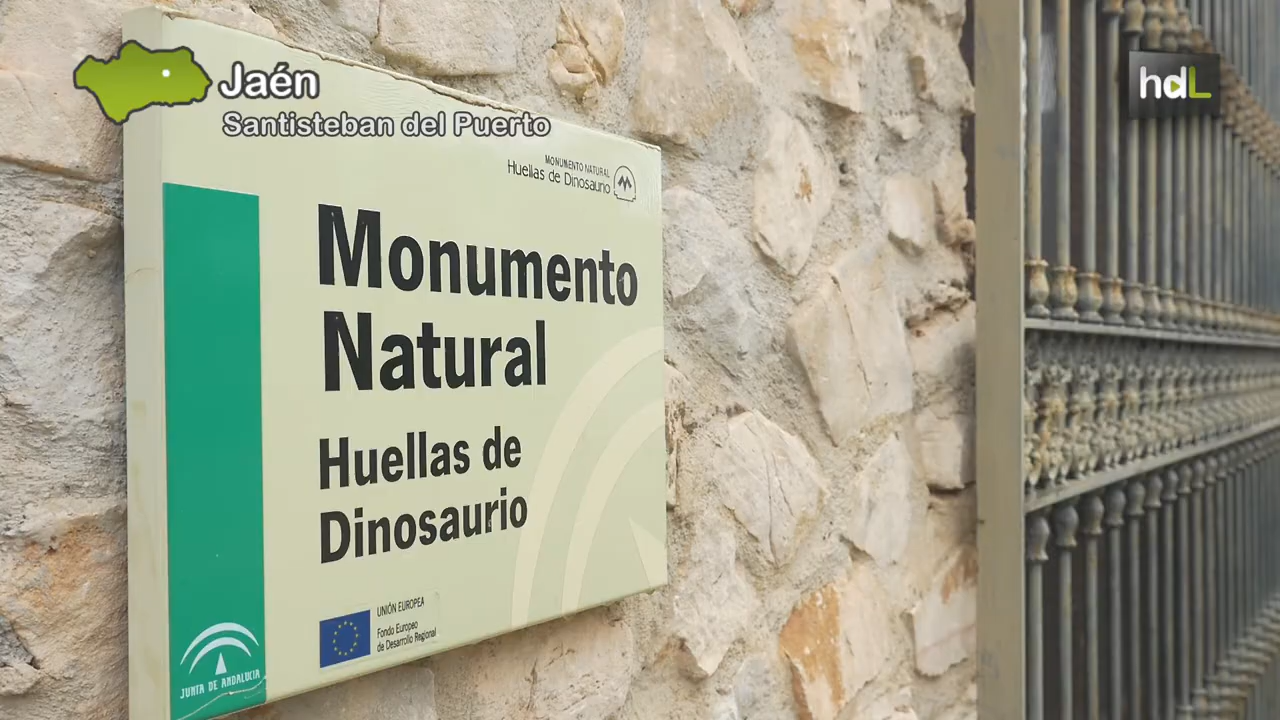 Jaén
Santisteban del Puerto
hdL
MONUMENTO NATURAL
Huellas de Dinosaurio
Monumento
Natural
Huellas de
Dinosaurio
UNIÓN EUROPEA
Fondo Europeo
de Desarrollo Regional
JUNTA DE ANDALUCIA